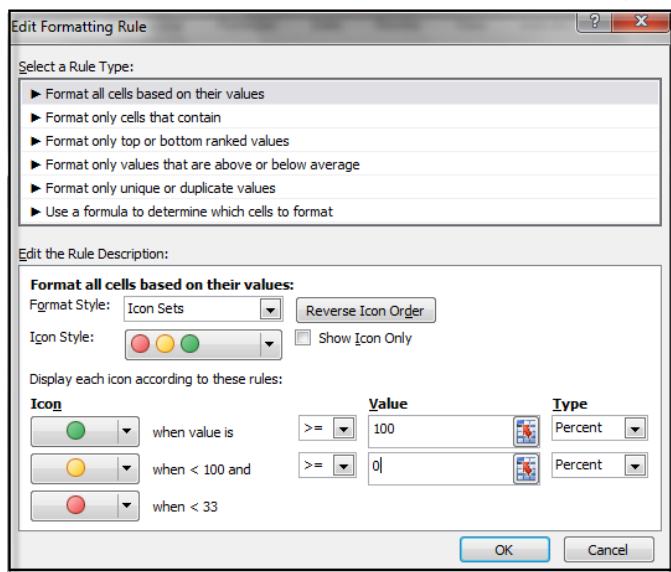 Edit Formatting Rule
Select a Rule Type:
► Format all cells based on their values
► Format only cells that contain
► Format only top or bottom ranked values
► Format only values that are above or below average
► Format only unique or duplicate values
► Use a formula to determine which cells to format
Edit the Rule Description:
Format all cells based on their values:
Format Style: Icon Sets Reverse Icon Order
Icon Style: Show Icon Only
Display each icon according to these rules:
Icon Value Type
when value is >= 100 Percent
when < 100 and >= 0 Percent
when < 33
OK Cancel